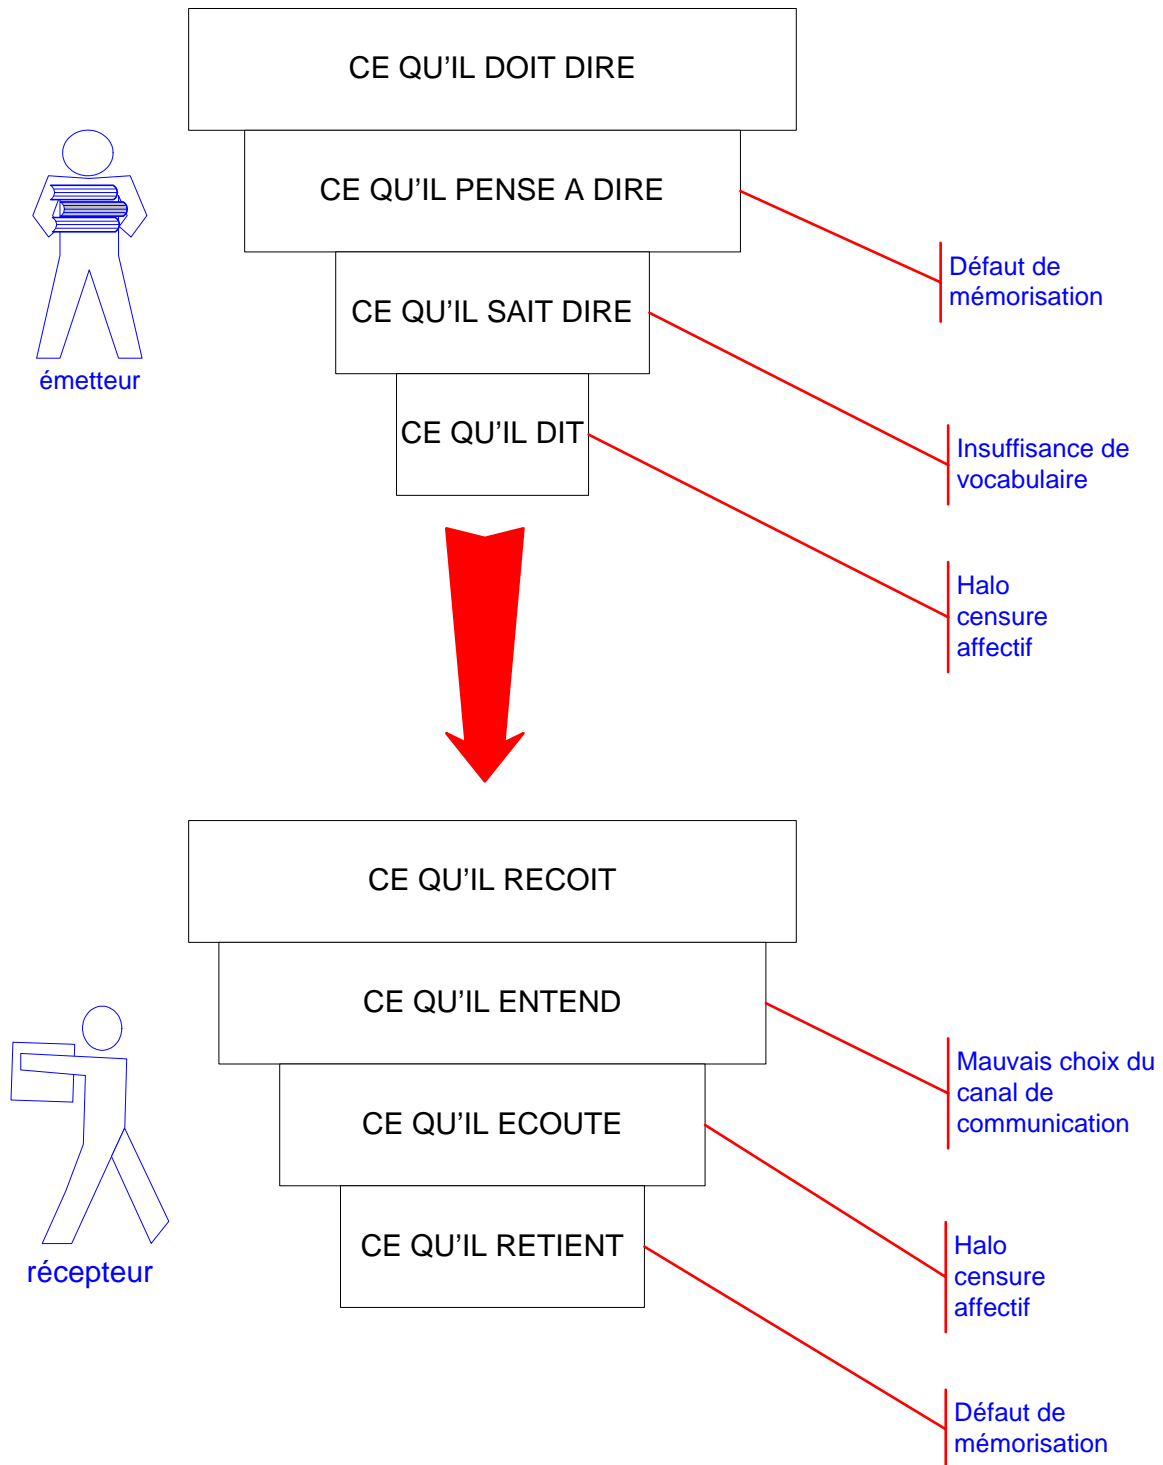 CE QU'IL DOIT DIRE
CE QU'IL PENSE A DIRE
Défaut de
mémorisation
CE QU'IL SAIT DIRE
émetteur
CE QU'IL DIT
Insuffisance de
vocabulaire
Halo
censure
affectif
CE QU'IL RECOIT
CE QU'IL ENTEND
Mauvais choix du
canal de
communication
CE QU'IL ECOUTE
CE QU'IL RETIENT
récepteur
Halo
censure
affectif
Défaut de
mémorisation